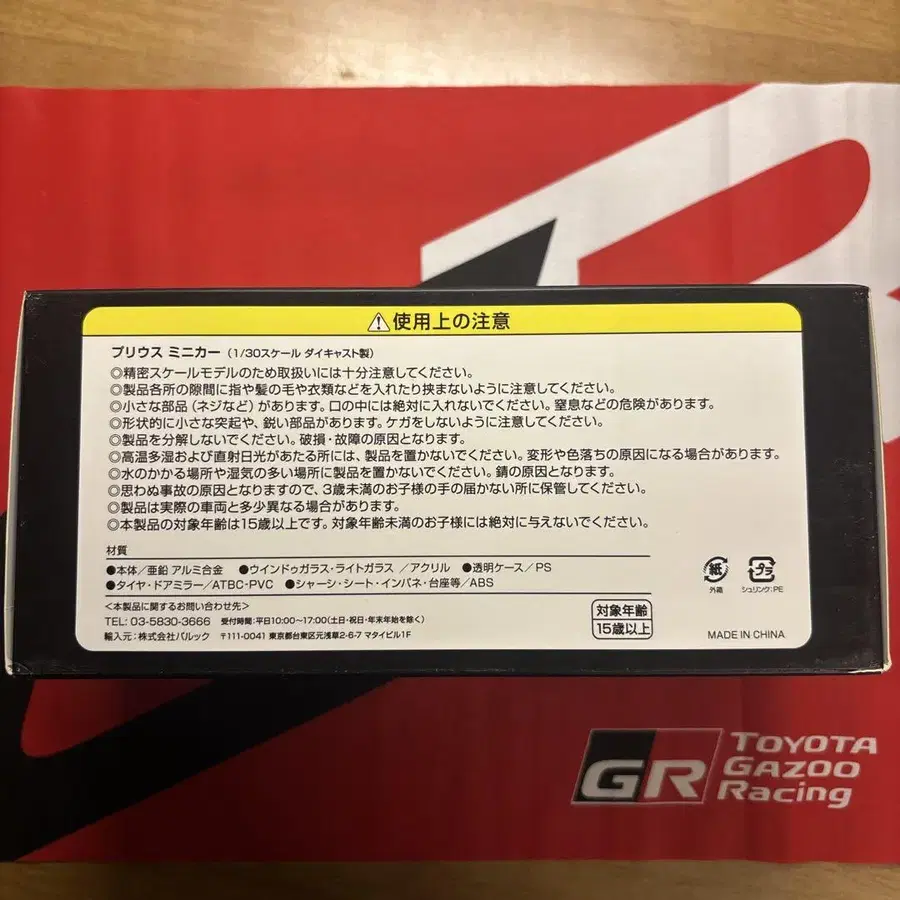 ⚠使用上の注意
プリウス ミニカー (1/30スケール ダイキャスト製)
◎精密スケールモデルのため取扱いには十分注意してください。
◎製品各所の隙間に指や髪の毛や衣類などを入れたり挟まないように注意してください。
◎小さな部品(ネジなど)があります。口の中には絶対に入れないでください。窒息などの危険があります。
◎形状的に小さな突起や、鋭い部品があります。ケガをしないように注意してください。
◎製品を分解しないでください。破損・故障の原因となります。
◎高温多湿および直射日光があたる所には、製品を置かないでください。変形や色落ちの原因になる場合があります。
◎水のかかる場所や湿気の多い場所に製品を置かないでください。錆の原因となります。
◎思わぬ事故の原因となりますので、3歳未満のお子様の手の届かない所に保管してください。
◎製品は実際の車両と多少異なる場合があります。
◎本製品の対象年齢は15歳以上です。対象年齢未満のお子様には絶対に与えないでください。
材質
●本体/亜鉛 アルミ合金 ●ウインドゥガラス・ライトガラス /アクリル ●透明ケース/PS
●タイヤ・ドアミラー/ATBC-PVC ●シャーシ・シート・インパネ・台座等/ABS
<本製品に関するお問い合わせ先>
TEL: 03-5830-3666 受付時間:平日10:00〜17:00(土日・祝日・年末年始を除く)
輸入元:株式会社バルック 〒111-0041 東京都台東区元浅草2-6-7 マタイビル1F
対象年齢
15歳以上
紙
外箱
プラ
シュリンク:PE
MADE IN CHINA
GR
TOYOTA
GAZOO
Racing